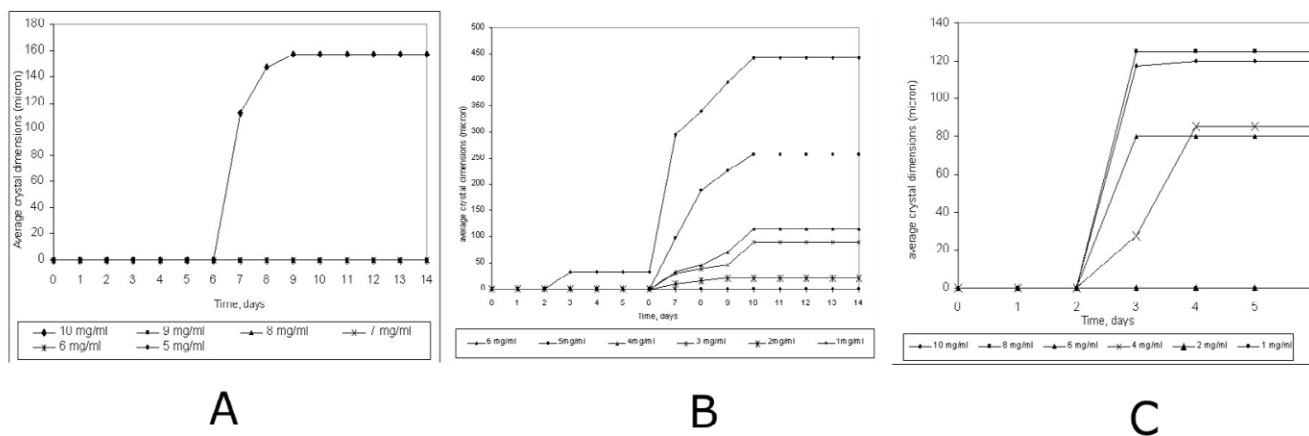 Average crystal dimensions (micron)
180
160
140
120
100
80
60
40
20
0
0 1 2 3 4 5 6 7 8 9 10 11 12 13 14
Time, days
10 mg/ml 9 mg/ml 8 mg/ml 7 mg/ml
6 mg/ml 5 mg/ml
A
average crystal dimensions (micron)
500
450
400
350
300
250
200
150
100
50
0
0 1 2 3 4 5 6 7 8 9 10 11 12 13 14
Time, days
6 mg/ml 5mg/ml 4mg/ml 3 mg/ml 2mg/ml 1mg/ml
B
average crystal dimensions (micron)
140
120
100
80
60
40
20
0
0 1 2 3 4 5
Time, days
10 mg/ml 8 mg/ml 6 mg/ml 4 mg/ml 2 mg/ml 1 mg/ml
C